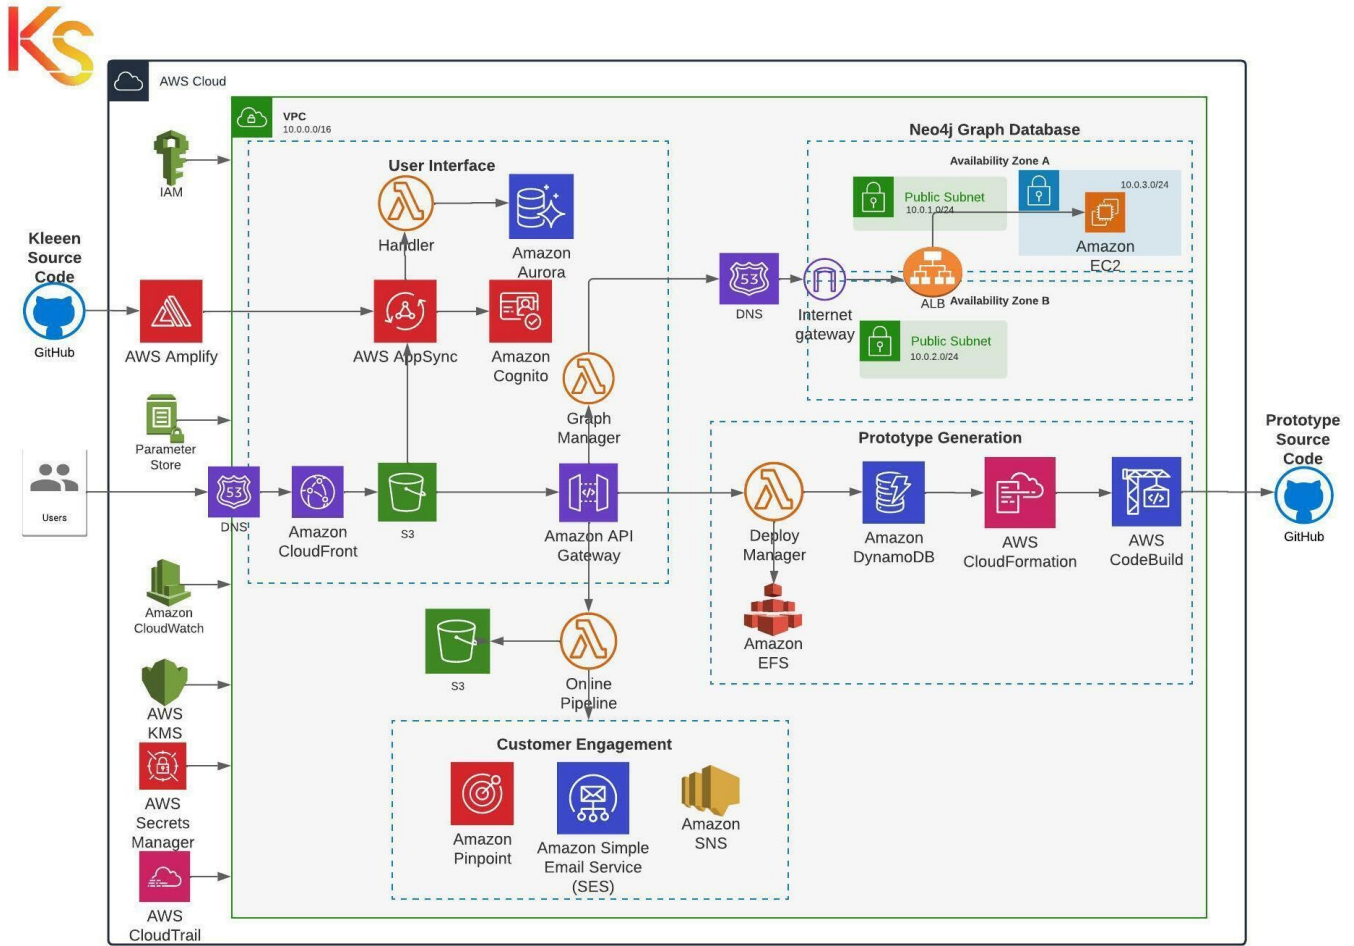 KS
AWS Cloud
VPC
10.0.0.0/16
IAM
User Interface
Handler
Amazon
Aurora
Kleeen
Source
Code
GitHub
AWS Amplify
AWS AppSync
Amazon
Cognito
Graph
Manager
Parameter
Store
Users
53
DNS
Amazon
CloudFront
S3
Amazon API
Gateway
Neo4j Graph Database
Availability Zone A
Public Subnet
10.0.1.0/24
10.0.3.0/24
Amazon
EC2
53
DNS
Internet
gateway
ALB
Availability Zone B
Public Subnet
10.0.2.0/24
Prototype Generation
Deploy
Manager
Amazon
DynamoDB
AWS
CloudFormation
AWS
CodeBuild
Amazon
EFS
Prototype
Source
Code
GitHub
Amazon
CloudWatch
S3
Online
Pipeline
AWS
KMS
AWS
Secrets
Manager
AWS
CloudTrail
Customer Engagement
Amazon
Pinpoint
Amazon Simple
Email Service
(SES)
Amazon
SNS